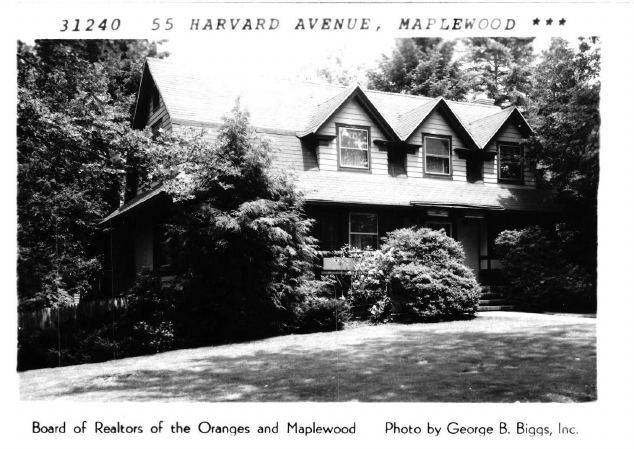 31240 55 HARVARD AVENUE, MAPLEWOOD ***
Board of Realtors of the Oranges and Maplewood Photo by George B. Biggs, Inc.